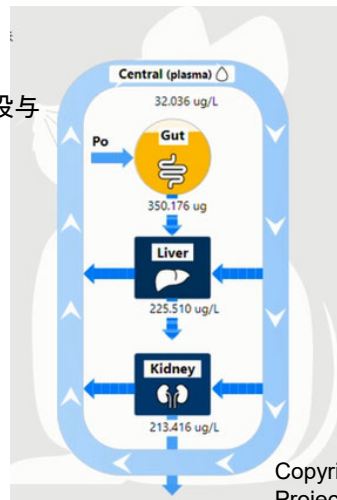 投与
Central (plasma)
32.036 ug/L
Po
Gut
350.176 ug
Liver
225.510 ug/L
Kidney
213.416 ug/L
Copyri
Projec